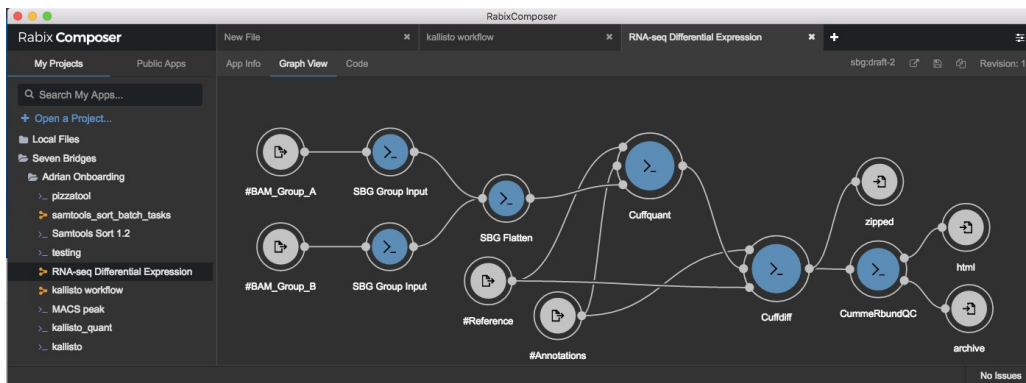 RabixComposer
Rabix Composer
New File
kallisto workflow
RNA-seq Differential Expression
My Projects
Public Apps
App Info
Graph View
Code
sbg:draft-2
Revision: 1
Search My Apps...
+ Open a Project...
Local Files
Seven Bridges
Adrian Onboarding
pizzatool
samtools_sort_batch_tasks
Samtools Sort 1.2
testing
RNA-seq Differential Expression
kallisto workflow
MACS peak
kallisto_quant
kallisto
#BAM_Group_A
SBG Group Input
Cuffquant
SBG Flatten
zipped
#BAM_Group_B
SBG Group Input
html
#Reference
Cuffdiff
CummeRbundQC
#Annotations
archive
No Issues